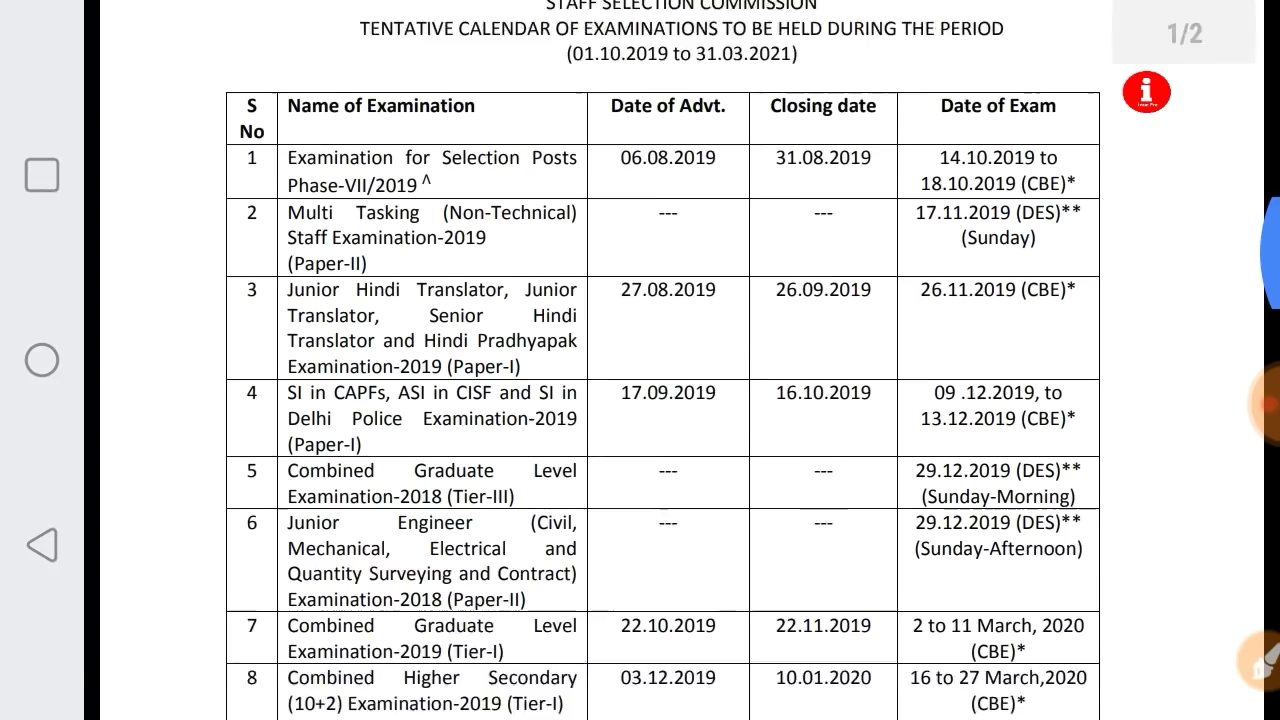 STAFF SELECTION COMMISSION
TENTATIVE CALENDAR OF EXAMINATIONS TO BE HELD DURING THE PERIOD
(01.10.2019 to 31.03.2021)
1/2
S No Name of Examination Date of Advt. Closing date Date of Exam
1 Examination for Selection Posts 06.08.2019 31.08.2019 14.10.2019 to
Phase-VII/2019 ^ 18.10.2019 (CBE)*
2 Multi Tasking (Non-Technical) --- --- 17.11.2019 (DES)**
Staff Examination-2019 (Sunday)
(Paper-II)
3 Junior Hindi Translator, Junior 27.08.2019 26.09.2019 26.11.2019 (CBE)*
Translator, Senior Hindi
Translator and Hindi Pradhyapak
Examination-2019 (Paper-I)
4 SI in CAPFs, ASI in CISF and SI in 17.09.2019 16.10.2019 09 .12.2019, to
Delhi Police Examination-2019 13.12.2019 (CBE)*
(Paper-I)
5 Combined Graduate Level --- --- 29.12.2019 (DES)**
Examination-2018 (Tier-III) (Sunday-Morning)
6 Junior Engineer (Civil, --- --- 29.12.2019 (DES)**
Mechanical, Electrical and (Sunday-Afternoon)
Quantity Surveying and Contract)
Examination-2018 (Paper-II)
7 Combined Graduate Level 22.10.2019 22.11.2019 2 to 11 March, 2020
Examination-2019 (Tier-I) (CBE)*
8 Combined Higher Secondary 03.12.2019 10.01.2020 16 to 27 March,2020
(10+2) Examination-2019 (Tier-I) (CBE)*